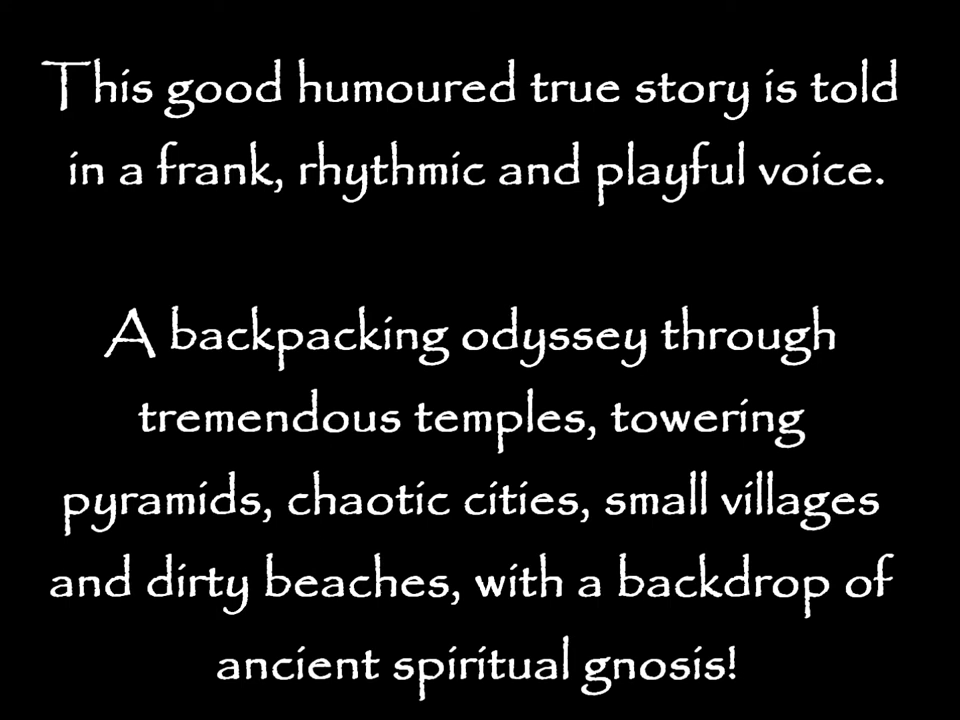 This good humoured true story is told
in a frank, rhythmic and playful voice.
A backpacking odyssey through
tremendous temples, towering
pyramids, chaotic cities, small villages
and dirty beaches, with a backdrop of
ancient spiritual gnosis!